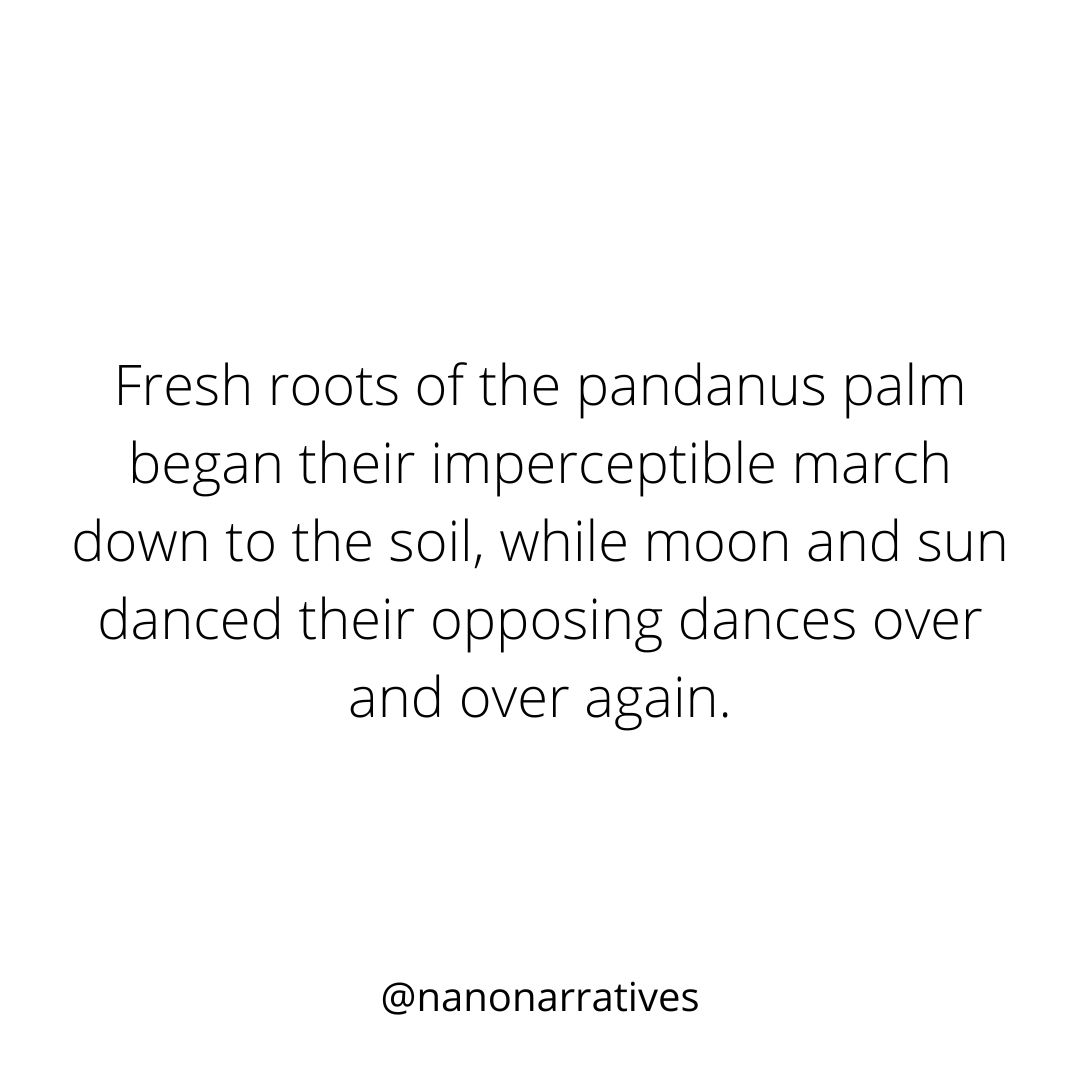 Fresh roots of the pandanus palm
began their imperceptible march
down to the soil, while moon and sun
danced their opposing dances over
and over again.
@nanonarratives